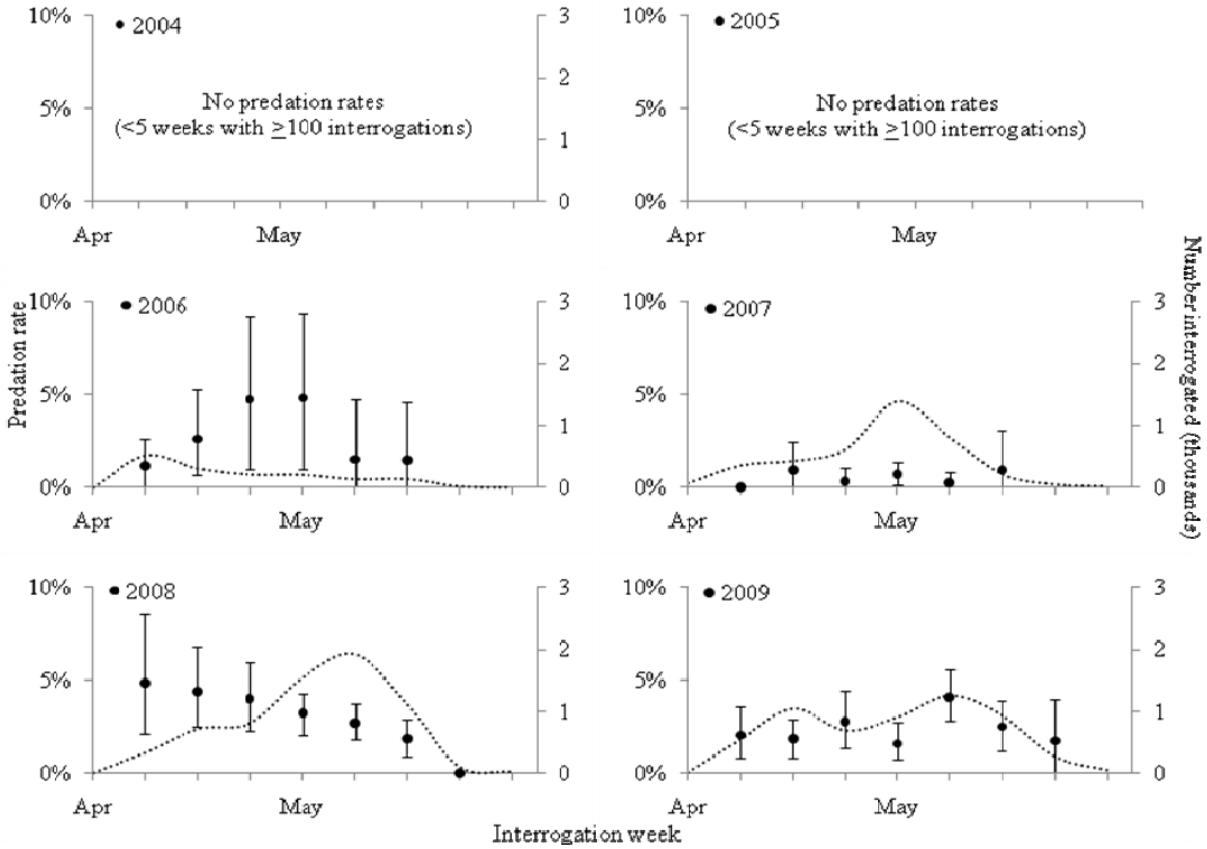 10%
5%
0%
3
2
1
0
2004
No predation rates
(<5 weeks with ≥100 interrogations)
Apr
May
10%
5%
0%
2005
No predation rates
(<5 weeks with ≥100 interrogations)
Apr
May
Predation rate
10%
5%
0%
3
2
1
0
2006
Apr
May
10%
5%
0%
3
2
1
0
2007
Apr
May
Number interrogated (thousands)
10%
5%
0%
3
2
1
0
2008
Apr
May
10%
5%
0%
3
2
1
0
2009
Apr
May
Interrogation week